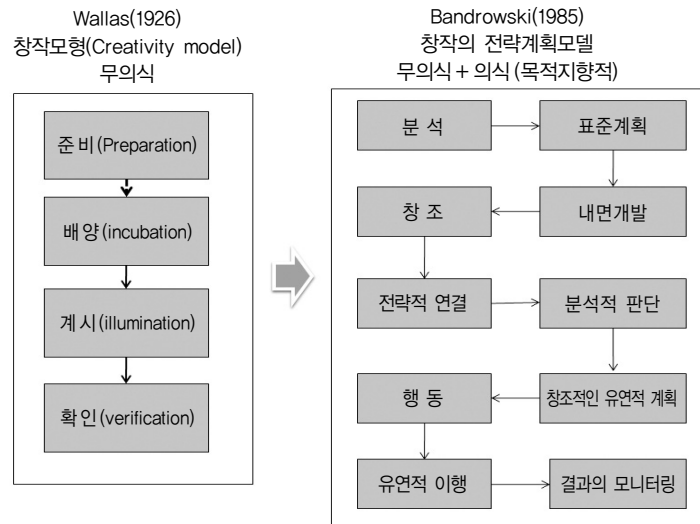 Wallas(1926)
창작모형(Creativity model)
무의식
준비(Preparation)
배양(incubation)
계시(illumination)
확인(verification)
Bandrowski(1985)
창작의 전략계획모델
무의식 + 의식 (목적지향적)
분 석
표준계획
내면개발
창 조
전략적 연결
분석적 판단
창조적인 유연적 계획
행 동
유연적 이행
결과의 모니터링